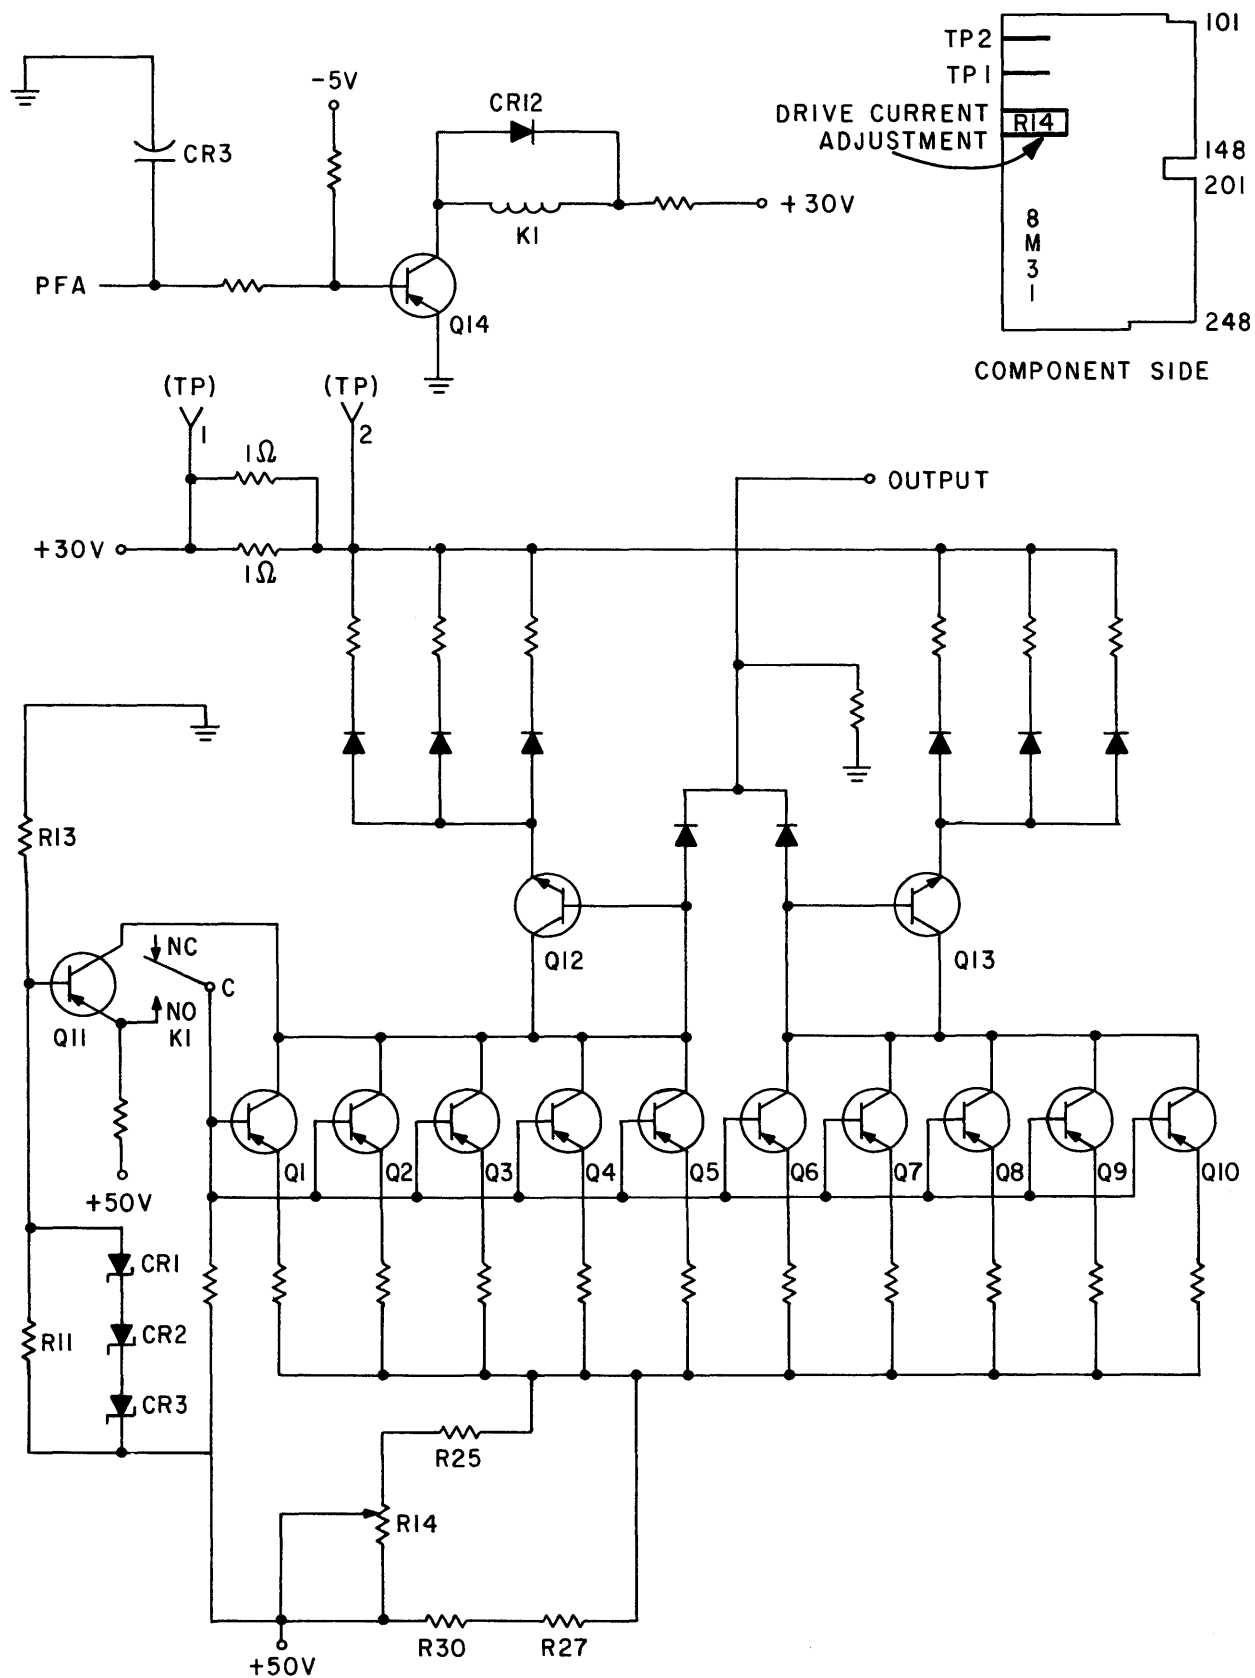 101
TP2
-5V
TP1
CR12
DRIVE CURRENT
ADJUSTMENT
R14
CR3
148
201
+30V
K1
8
M
3
1
PFA
Q14
248
COMPONENT SIDE
(TP)
(TP)
1
2
1Ω
OUTPUT
+30V
1Ω
R13
NC
C
Q12
Q13
NO
K1
Q11
Q1
Q2
Q3
Q4
Q5
Q6
Q7
Q8
Q9
Q10
+50V
CR1
R11
CR2
CR3
R25
R14
R30
R27
+50V